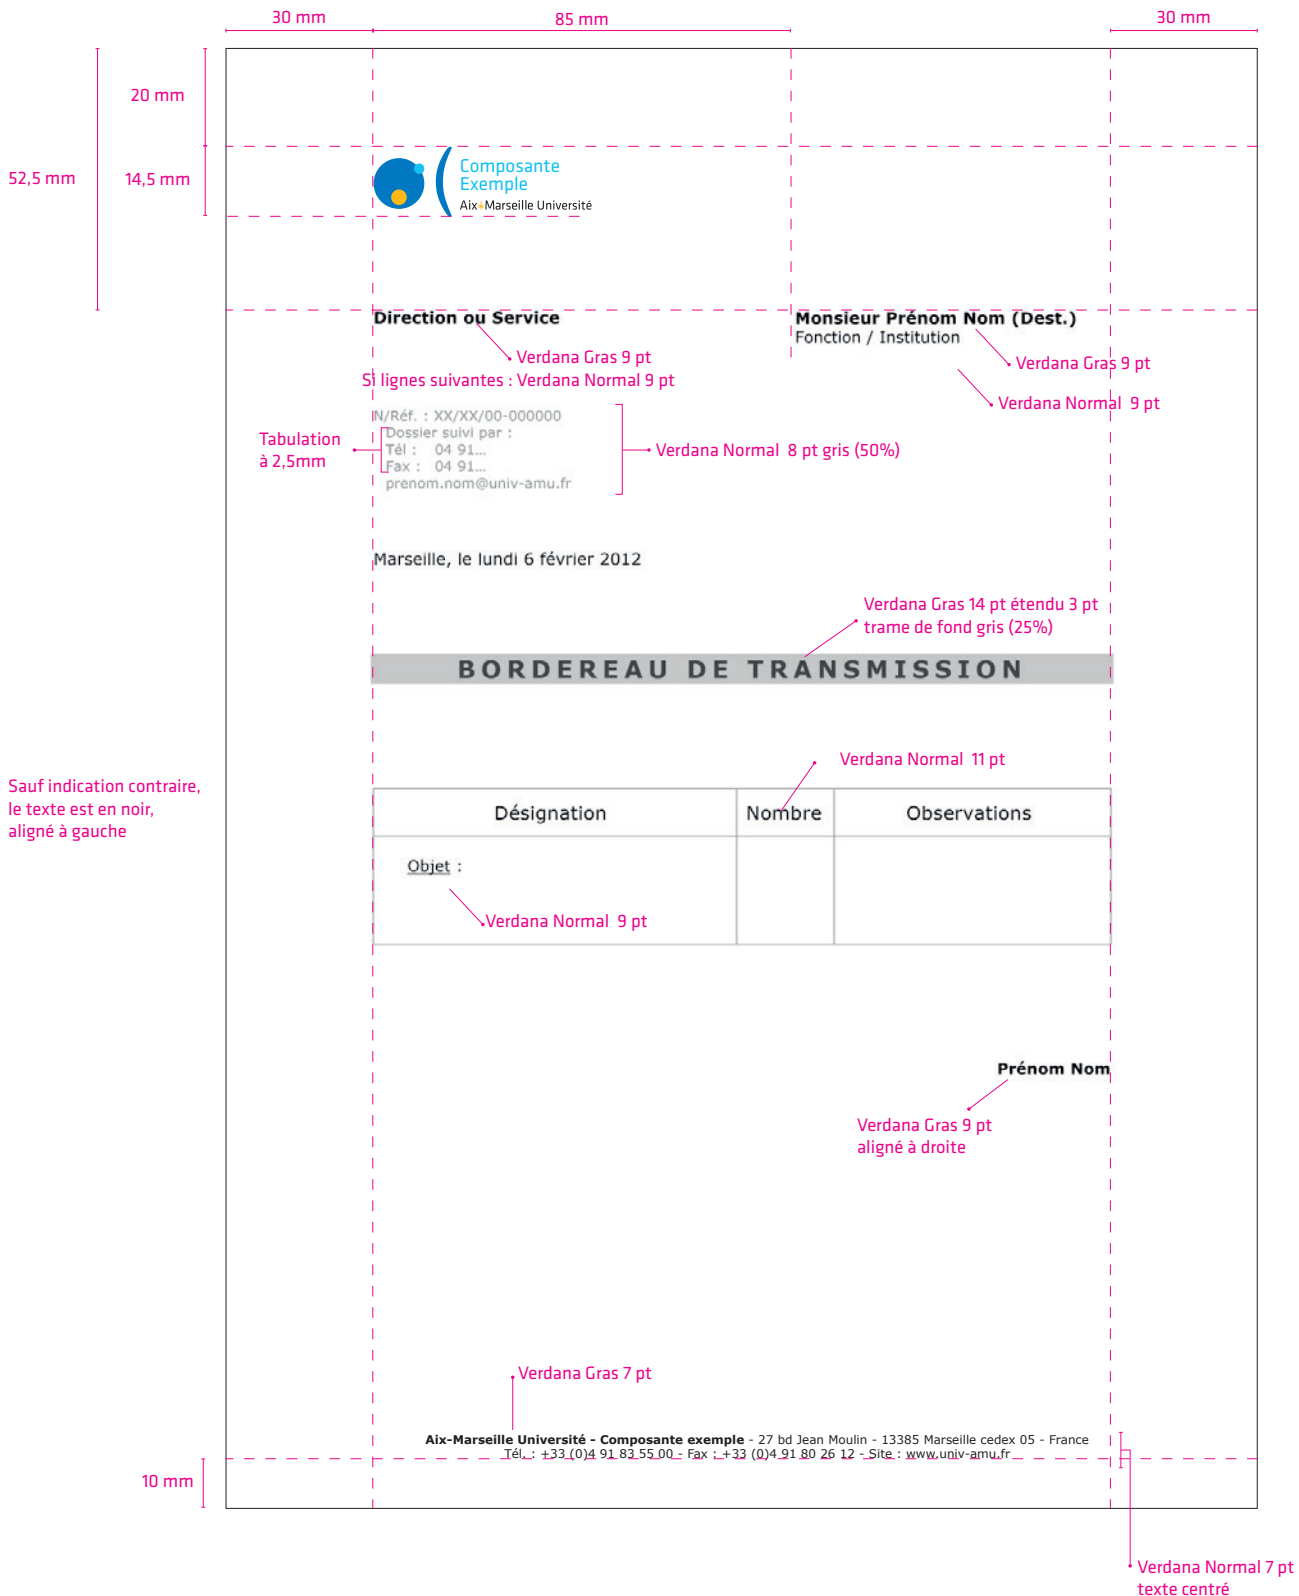 30 mm
85 mm
30 mm
20 mm
52,5 mm
14,5 mm
Composante
Exemple
Aix*Marseille Université
Direction ou Service
Monsieur Prénom Nom (Dest.)
Fonction / Institution
Verdana Gras 9 pt
Si lignes suivantes : Verdana Normal 9 pt
Verdana Gras 9 pt
Verdana Normal 9 pt
N/Réf. : XX/XX/00-000000
Dossier suivi par :
Tél : 04 91...
Fax : 04 91...
prenom.nom@univ-amu.fr
Tabulation
à 2,5mm
Verdana Normal 8 pt gris (50%)
Marseille, le lundi 6 février 2012
Verdana Gras 14 pt étendu 3 pt
trame de fond gris (25%)
BORDEREAU DE TRANSMISSION
Verdana Normal 11 pt
Sauf indication contraire,
le texte est en noir,
aligné à gauche
Désignation Nombre Observations
Objet :
Verdana Normal 9 pt
Prénom Nom
Verdana Gras 9 pt
aligné à droite
Verdana Gras 7 pt
Aix-Marseille Université - Composante exemple - 27 bd Jean Moulin - 13385 Marseille cedex 05 - France
Tél. : +33 (0)4 91 83 55 00 - Fax : +33 (0)4 91 80 26 12 - Site : www.univ-amu.fr
10 mm
Verdana Normal 7 pt
texte centré